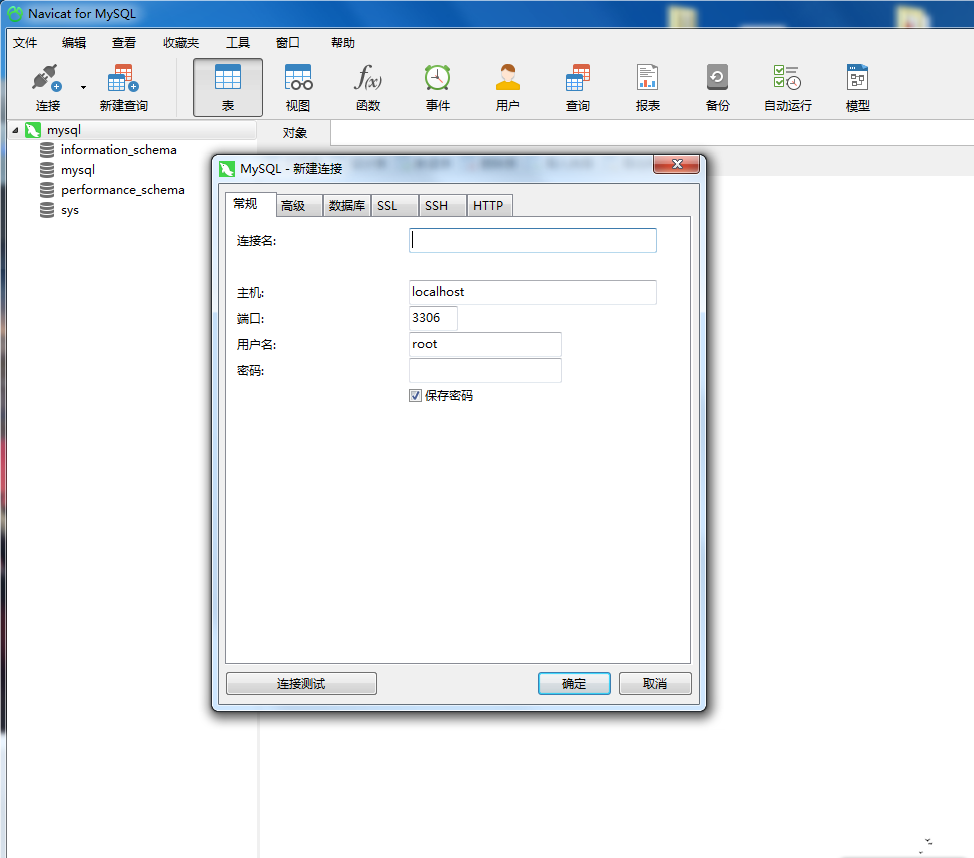 Navicat for MySQL
文件 编辑 查看 收藏夹 工具 窗口 帮助
连接 新建查询 表 视图 函数 事件 用户 查询 报表 备份 自动运行 模型
f(x)
mysql
information_schema
mysql
performance_schema
sys
对象
MySQL - 新建连接
常规 高级 数据库 SSL SSH HTTP
连接名:
主机: localhost
端口: 3306
用户名: root
密码:
保存密码
连接测试 确定 取消